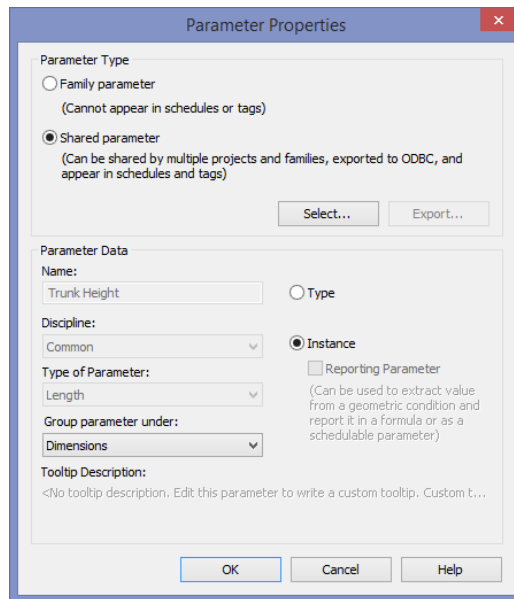 Parameter Properties
Parameter Type
Family parameter
(Cannot appear in schedules or tags)
Shared parameter
(Can be shared by multiple projects and families, exported to ODBC, and
appear in schedules and tags)
Select...
Export...
Parameter Data
Name:
Trunk Height
Type
Discipline:
Common
Instance
Type of Parameter:
Reporting Parameter
Length
(Can be used to extract value
from a geometric condition and
report it in a formula or as a
schedulable parameter)
Group parameter under:
Dimensions
Tooltip Description:
<No tooltip description. Edit this parameter to write a custom tooltip. Custom t...
OK
Cancel
Help